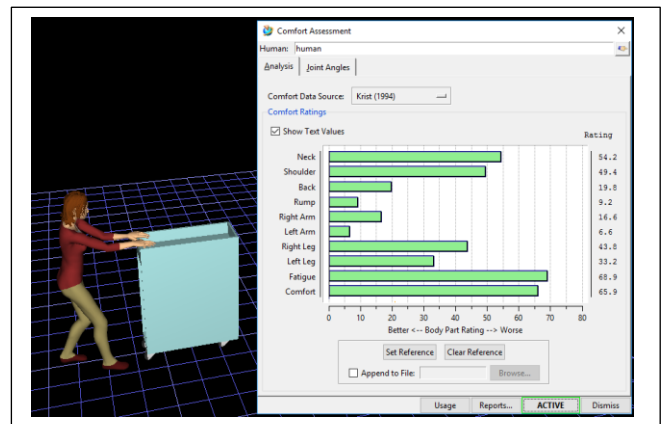 Comfort Assessment
Human: human
Analysis Joint Angles
Comfort Data Source: Krist (1994)
Comfort Ratings
Show Text Values
Rating
Neck 54.2
Shoulder 49.4
Back 19.8
Rump 9.2
Right Arm 16.6
Left Arm 6.6
Right Leg 43.8
Left Leg 33.2
Fatigue 68.9
Comfort 65.9
0 10 20 30 40 50 60 70 80
Better <-- Body Part Rating --> Worse
Set Reference Clear Reference
Append to File: Browse...
Usage Reports... ACTIVE Dismiss